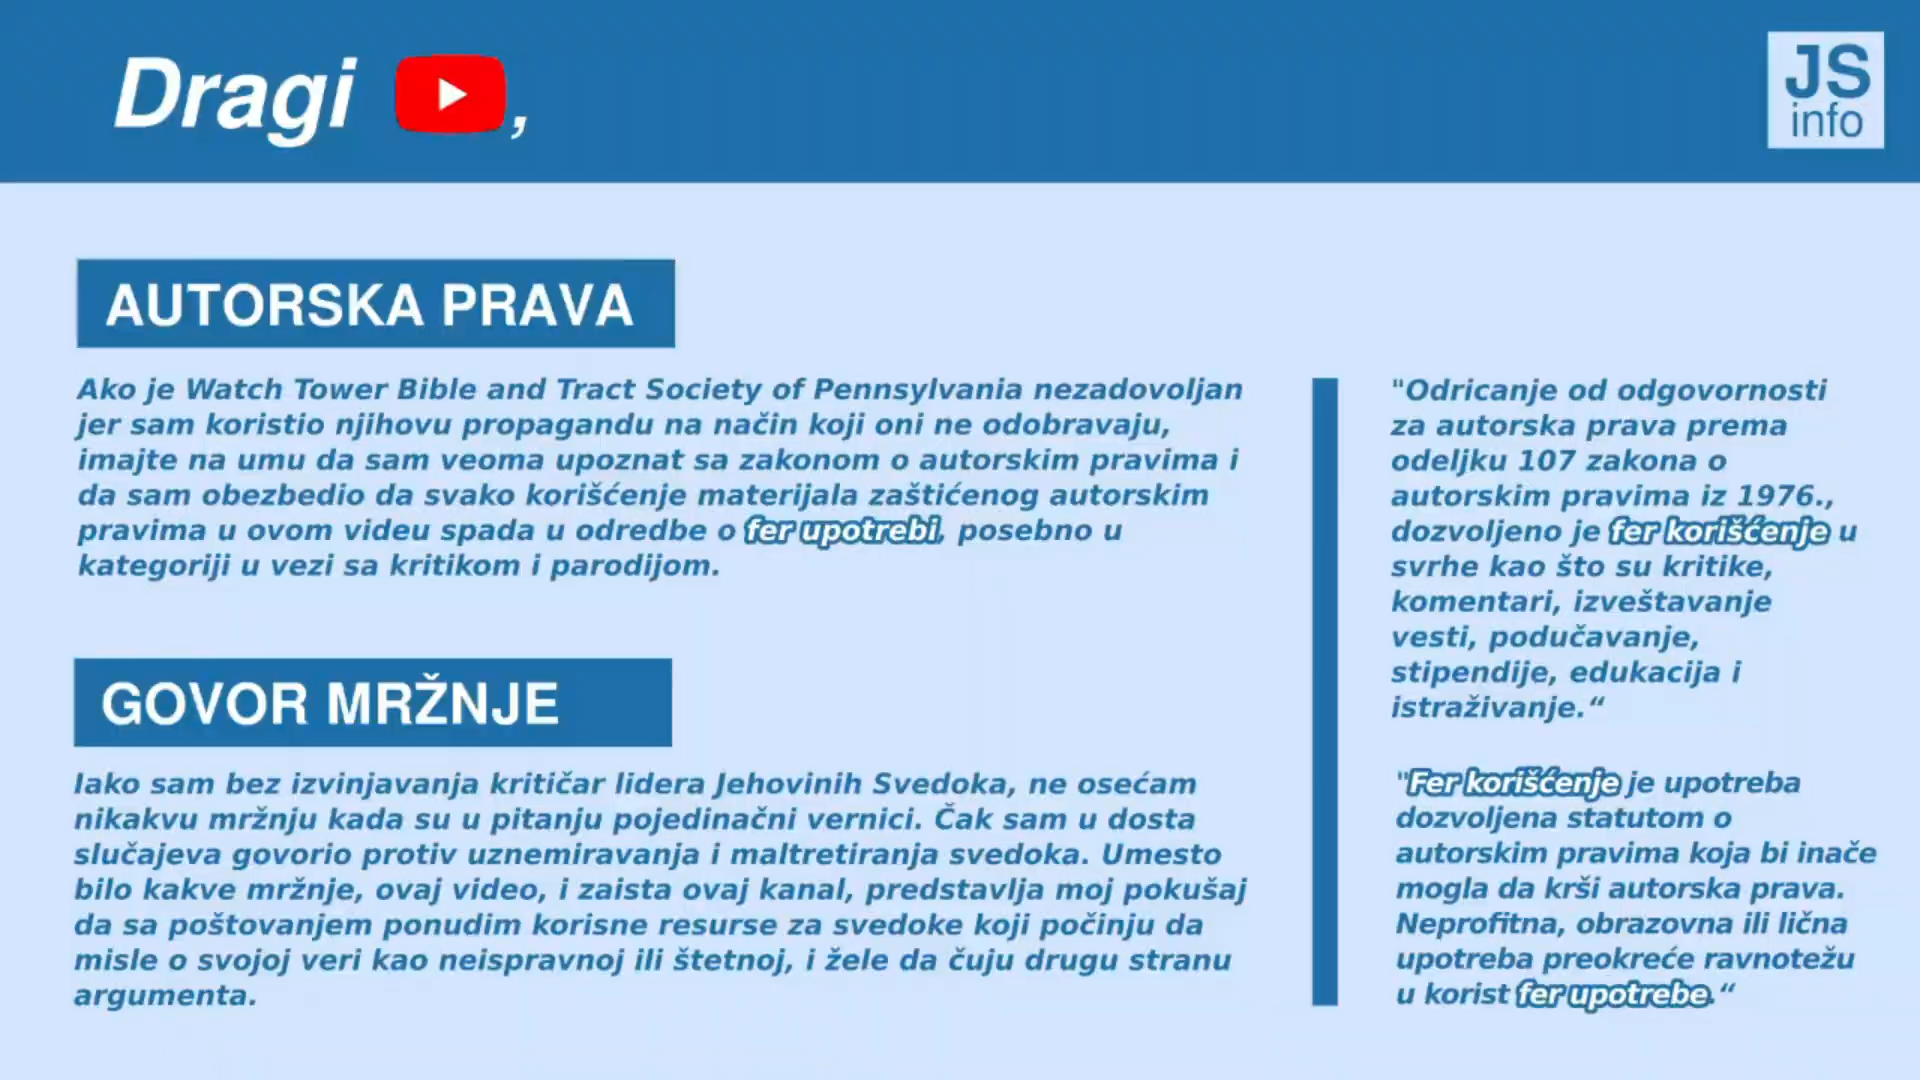 Dragi ,
JS
info
AUTORSKA PRAVA
Ako je Watch Tower Bible and Tract Society of Pennsylvania nezadovoljan
jer sam koristio njihovu propagandu na način koji oni ne odobravaju,
imajte na umu da sam veoma upoznat sa zakonom o autorskim pravima i
da sam obezbedio da svako korišćenje materijala zaštićenog autorskim
pravima u ovom videu spada u odredbe o fer upotrebi, posebno u
kategoriji u vezi sa kritikom i parodijom.
GOVOR MRŽNJE
Iako sam bez izvinjavanja kritičar lidera Jehovinih Svedoka, ne osećam
nikakvu mržnju kada su u pitanju pojedinačni vernici. Čak sam u dosta
slučajeva govorio protiv uznemiravanja i maltretiranja svedoka. Umesto
bilo kakve mržnje, ovaj video, i zaista ovaj kanal, predstavlja moj pokušaj
da sa poštovanjem ponudim korisne resurse za svedoke koji počinju da
misle o svojoj veri kao neispravnoj ili štetnoj, i žele da čuju drugu stranu
argumenta.
"Odricanje od odgovornosti
za autorska prava prema
odeljku 107 zakona o
autorskim pravima iz 1976.,
dozvoljeno je fer korišćenje u
svrhe kao što su kritike,
komentari, izveštavanje
vesti, podučavanje,
stipendije, edukacija i
istraživanje.“
"Fer korišćenje je upotreba
dozvoljena statutom o
autorskim pravima koja bi inače
mogla da krši autorska prava.
Neprofitna, obrazovna ili lična
upotreba preokreće ravnotežu
u korist fer upotrebe.“